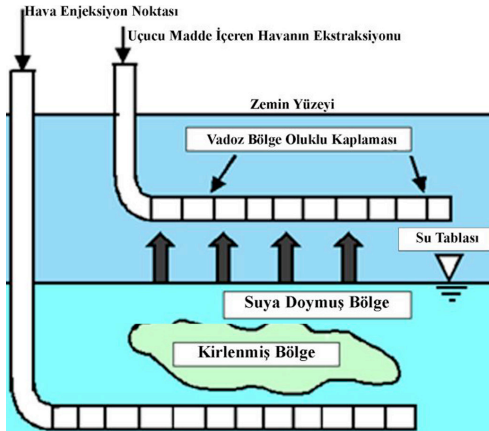 Hava Enjeksiyon Noktası
Uçucu Madde İçeren Havanın Ekstraksiyonu
Zemin Yüzeyi
Vadoz Bölge Oluklu Kaplaması
Su Tablası
Suya Doymuş Bölge
Kirlenmiş Bölge